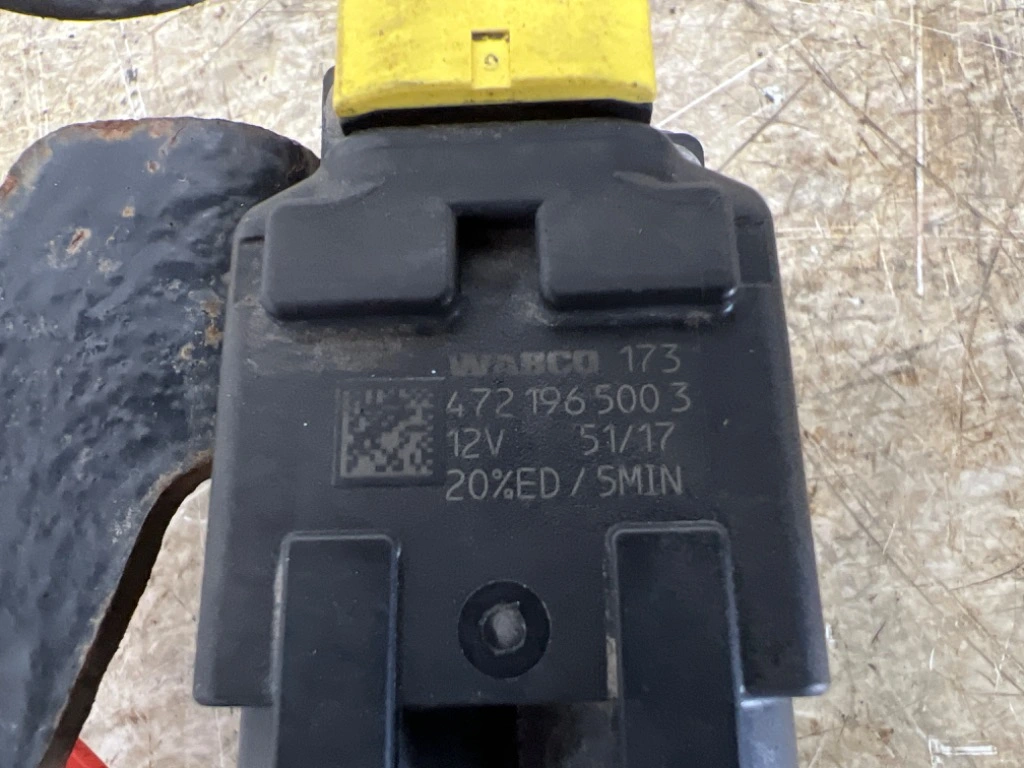 WABCO 173
472 196 500 3
12V 51/17
20%ED / 5MIN